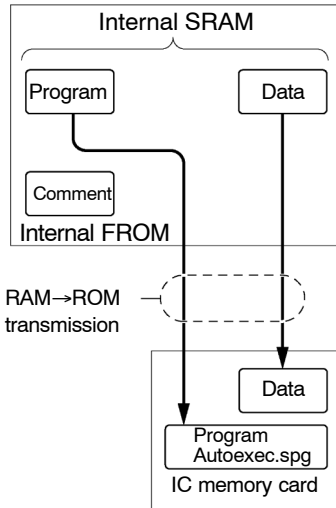 Internal SRAM
Program
Data
Comment
Internal FROM
RAM→ROM
transmission
Data
Program
Autoexec.spg
IC memory card